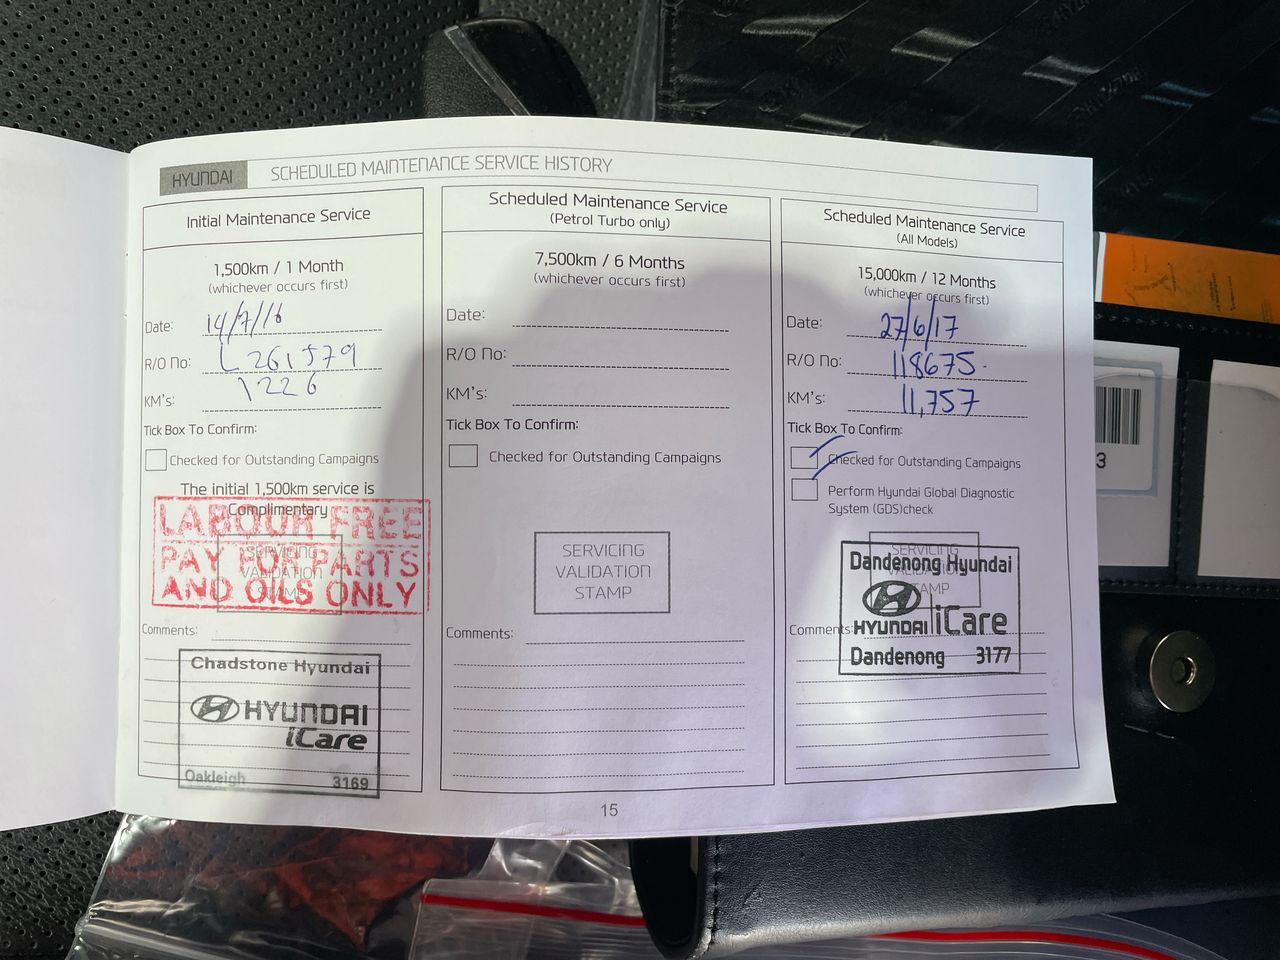 HYUNDAI SCHEDULED MAINTENANCE SERVICE HISTORY
Initial Maintenance Service
1,500km / 1 Month
(whichever occurs first)
Date: 14/7/16
R/O No: L261579
KM's: 1226
Tick Box To Confirm:
Checked for Outstanding Campaigns
The initial 1,500km service is
Complimentary
LABOUR FREE
PAY FOR PARTS
AND OILS ONLY
SERVICING
VALIDATION
STAMP
Comments:
Chadstone Hyundai
HYUNDAI
iCare
Oakleigh 3169
Scheduled Maintenance Service
(Petrol Turbo only)
7,500km / 6 Months
(whichever occurs first)
Date:
R/O No:
KM's:
Tick Box To Confirm:
Checked for Outstanding Campaigns
SERVICING
VALIDATION
STAMP
Comments:
Scheduled Maintenance Service
(All Models)
15,000km / 12 Months
(whichever occurs first)
Date: 27/6/17
R/O No: 118675
KM's: 11,757
Tick Box To Confirm:
Checked for Outstanding Campaigns
Perform Hyundai Global Diagnostic
System (GDS)check
SERVICING
VALIDATION
STAMP
Dandenong Hyundai
HYUNDAI iCare
Dandenong 3177
Comments:
15
3